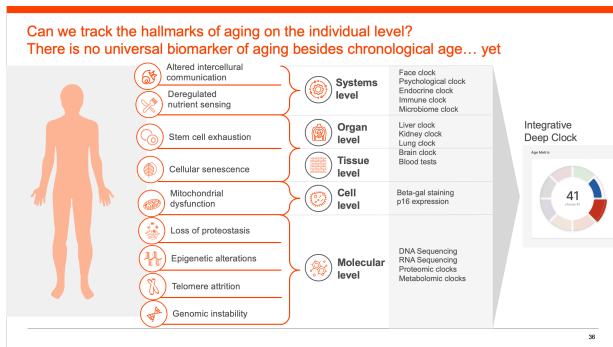 Can we track the hallmarks of aging on the individual level?
There is no universal biomarker of aging besides chronological age… yet
Altered intercellural
communication
Deregulated
nutrient sensing
Stem cell exhaustion
Cellular senescence
Mitochondrial
dysfunction
Loss of proteostasis
Epigenetic alterations
Telomere attrition
Genomic instability
Systems
level
Organ
level
Tissue
level
Cell
level
Molecular
level
Face clock
Psychological clock
Endocrine clock
Immune clock
Microbiome clock
Liver clock
Kidney clock
Lung clock
Brain clock
Blood tests
Beta-gal staining
p16 expression
DNA Sequencing
RNA Sequencing
Proteomic clocks
Metabolomic clocks
Integrative
Deep Clock
Age Metrix
41
36